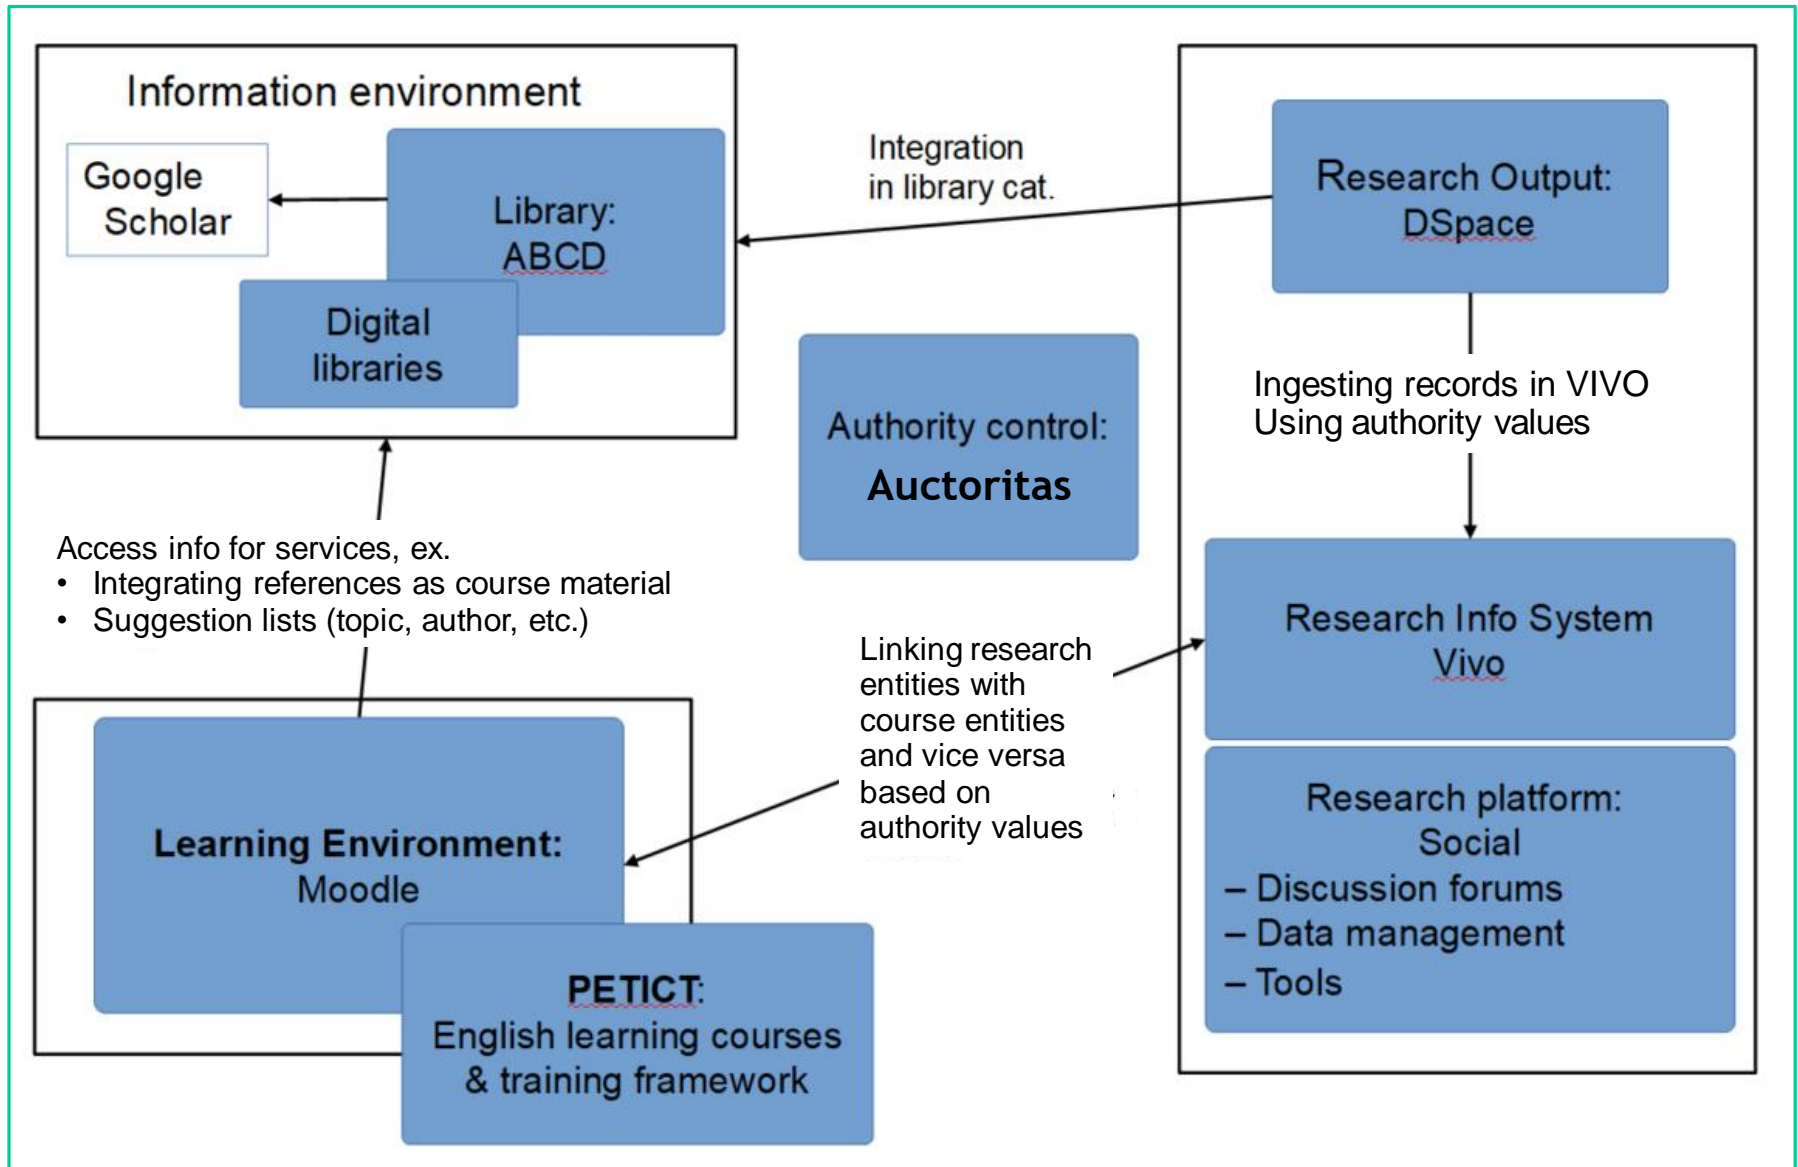 Information environment
Google
Scholar
Library:
ABCD
Digital
libraries
Integration
in library cat.
Research Output:
DSpace
Ingesting records in VIVO
Using authority values
Authority control:
Auctoritas
Access info for services, ex.
• Integrating references as course material
• Suggestion lists (topic, author, etc.)
Linking research
entities with
course entities
and vice versa
based on
authority values
Research Info System
Vivo
Research platform:
Social
– Discussion forums
– Data management
– Tools
Learning Environment:
Moodle
PETICT:
English learning courses
& training framework